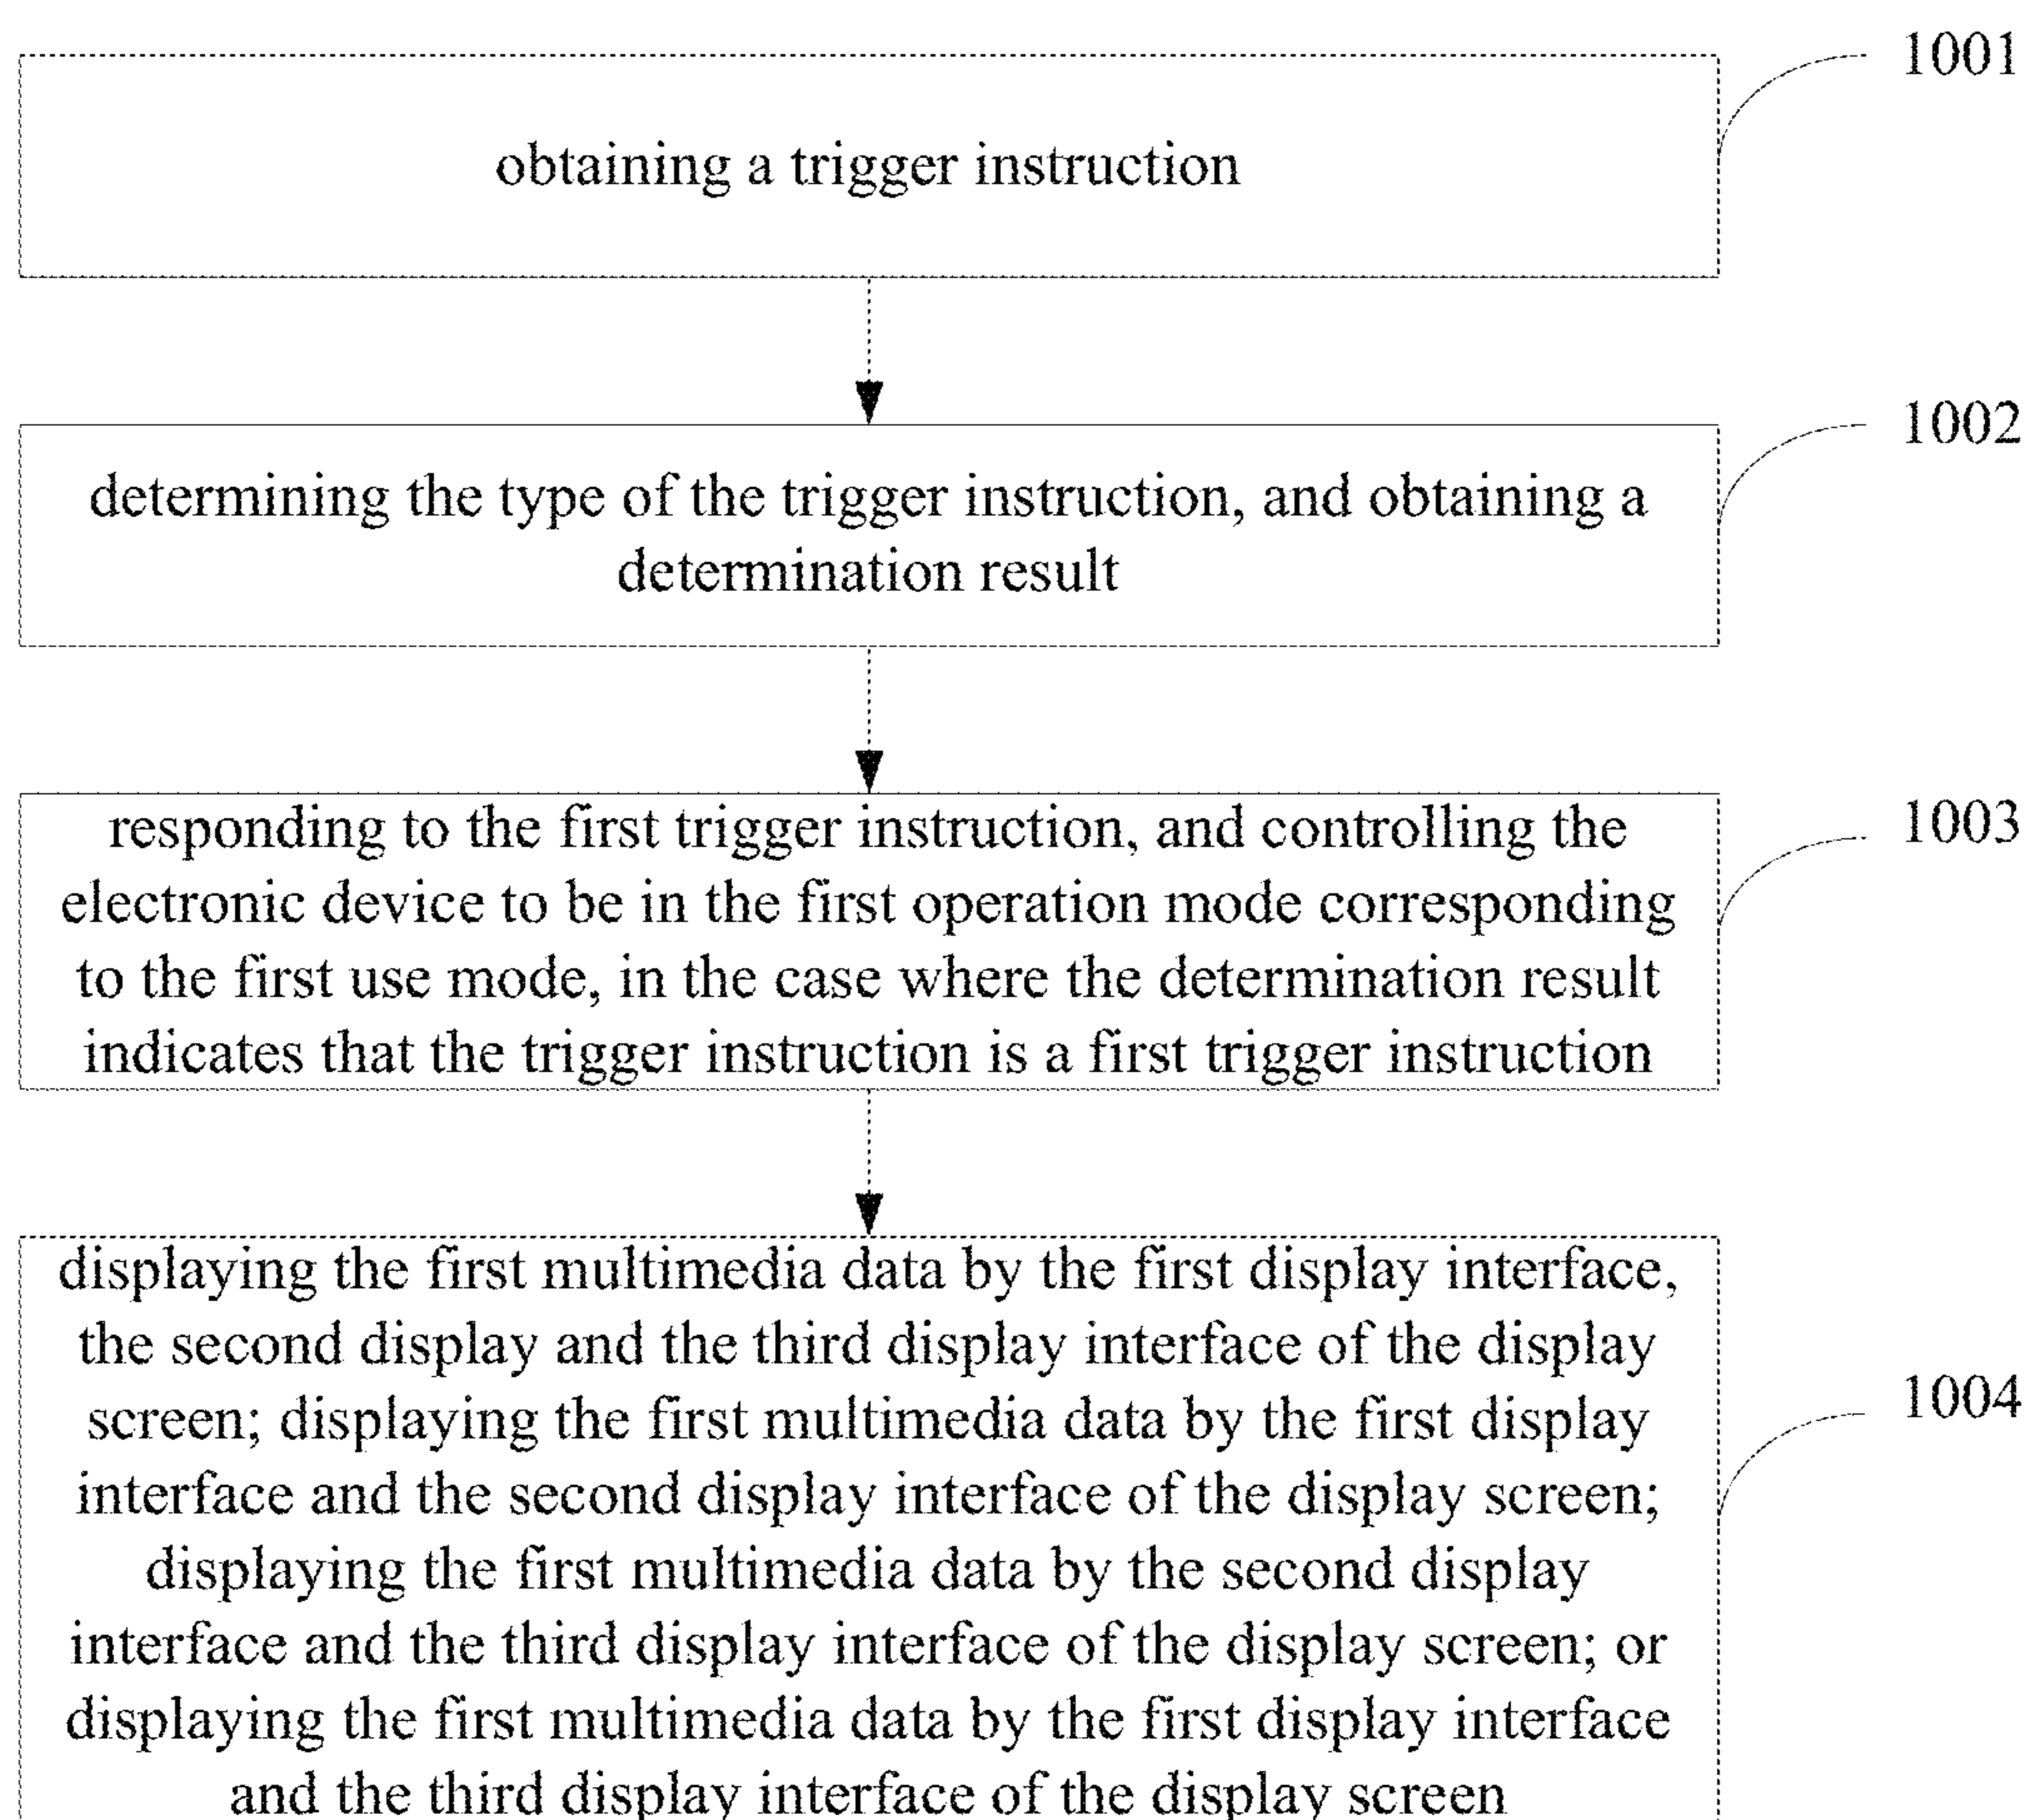 1001
obtaining a trigger instruction
1002
determining the type of the trigger instruction, and obtaining a
determination result
1003
responding to the first trigger instruction, and controlling the
electronic device to be in the first operation mode corresponding
to the first use mode, in the case where the determination result
indicates that the trigger instruction is a first trigger instruction
displaying the first multimedia data by the first display interface,
the second display and the third display interface of the display
screen; displaying the first multimedia data by the first display
interface and the second display interface of the display screen;
displaying the first multimedia data by the second display
interface and the third display interface of the display screen; or
displaying the first multimedia data by the first display interface
and the third display interface of the display screen
1004